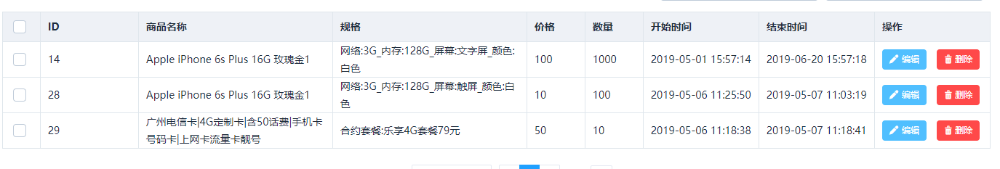 ID 商品名称 规格 价格 数量 开始时间 结束时间 操作
14 Apple iPhone 6s Plus 16G 玫瑰金1 网络:3G_内存:128G_屏幕:文字屏_颜色:
白色 100 1000 2019-05-01 15:57:14 2019-06-20 15:57:18 编辑 删除
28 Apple iPhone 6s Plus 16G 玫瑰金1 网络:3G_内存:128G_屏幕:触屏_颜色:白
色 10 100 2019-05-06 11:25:50 2019-05-07 11:03:19 编辑 删除
29 广州电信卡|4G定制卡|含50话费|手机卡
号码卡|上网卡流量卡靓号 合约套餐:乐享4G套餐79元 50 10 2019-05-06 11:18:38 2019-05-07 11:18:41 编辑 删除